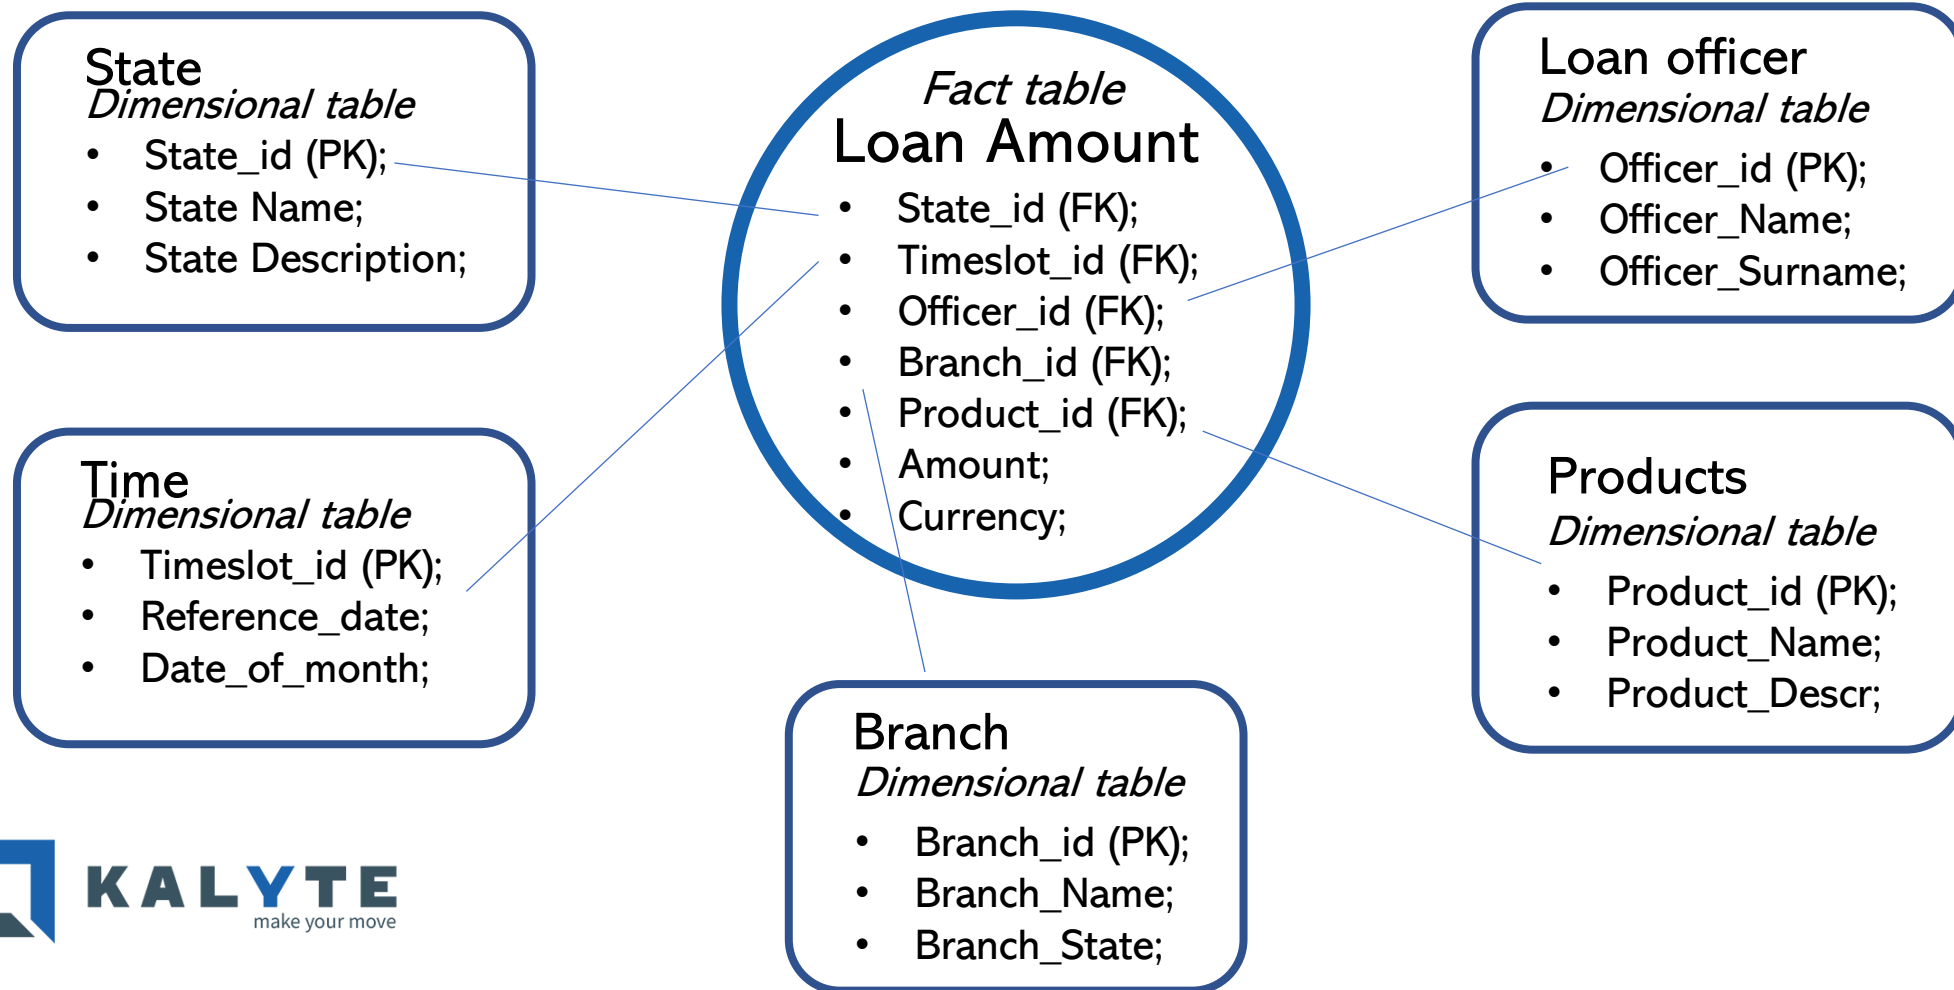 State
Dimensional table
• State_id (PK);
• State Name;
• State Description;
Time
Dimensional table
• Timeslot_id (PK);
• Reference_date;
• Date_of_month;
Fact table
Loan Amount
• State_id (FK);
• Timeslot_id (FK);
• Officer_id (FK);
• Branch_id (FK);
• Product_id (FK);
• Amount;
• Currency;
Branch
Dimensional table
• Branch_id (PK);
• Branch_Name;
• Branch_State;
Loan officer
Dimensional table
• Officer_id (PK);
• Officer_Name;
• Officer_Surname;
Products
Dimensional table
• Product_id (PK);
• Product_Name;
• Product_Descr;
KALYTE
make your move